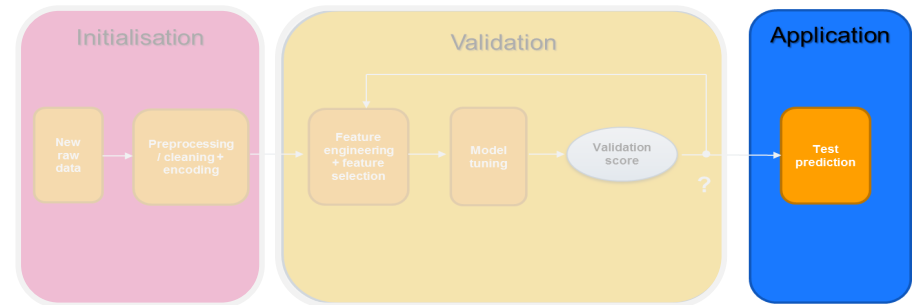 Initialisation
Validation
Application
New
raw
data
Preprocessing
/ cleaning +
encoding
Feature
engineering
+ feature
selection
Model
tuning
Validation
score
?
Test
prediction